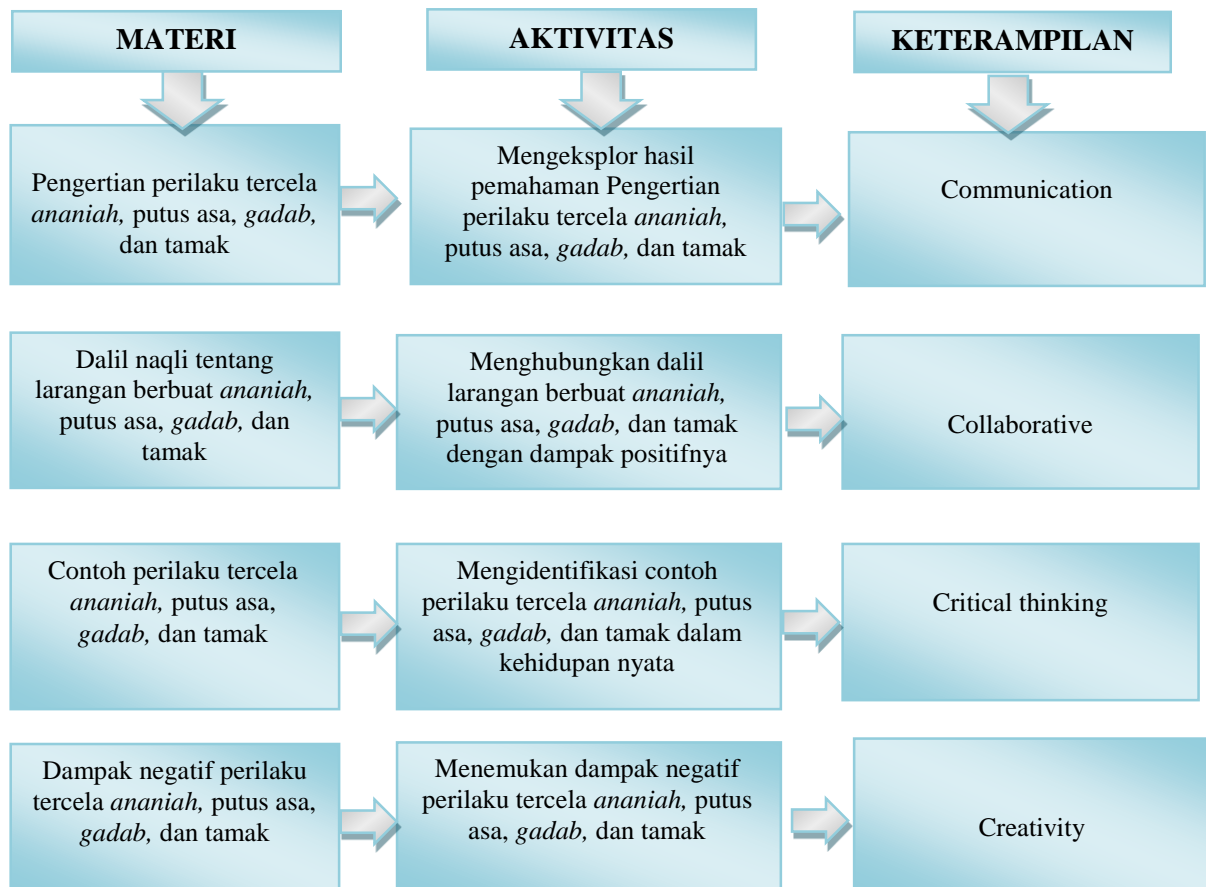 MATERI
AKTIVITAS
KETERAMPILAN
Pengertian perilaku tercela
ananiah, putus asa, gadab,
dan tamak
Mengeksplor hasil
pemahaman Pengertian
perilaku tercela ananiah,
putus asa, gadab, dan tamak
Communication
Dalil naqli tentang
larangan berbuat ananiah,
putus asa, gadab, dan
tamak
Menghubungkan dalil
larangan berbuat ananiah,
putus asa, gadab, dan tamak
dengan dampak positifnya
Collaborative
Contoh perilaku tercela
ananiah, putus asa,
gadab, dan tamak
Mengidentifikasi contoh
perilaku tercela ananiah, putus
asa, gadab, dan tamak dalam
kehidupan nyata
Critical thinking
Dampak negatif perilaku
tercela ananiah, putus asa,
gadab, dan tamak
Menemukan dampak negatif
perilaku tercela ananiah, putus
asa, gadab, dan tamak
Creativity